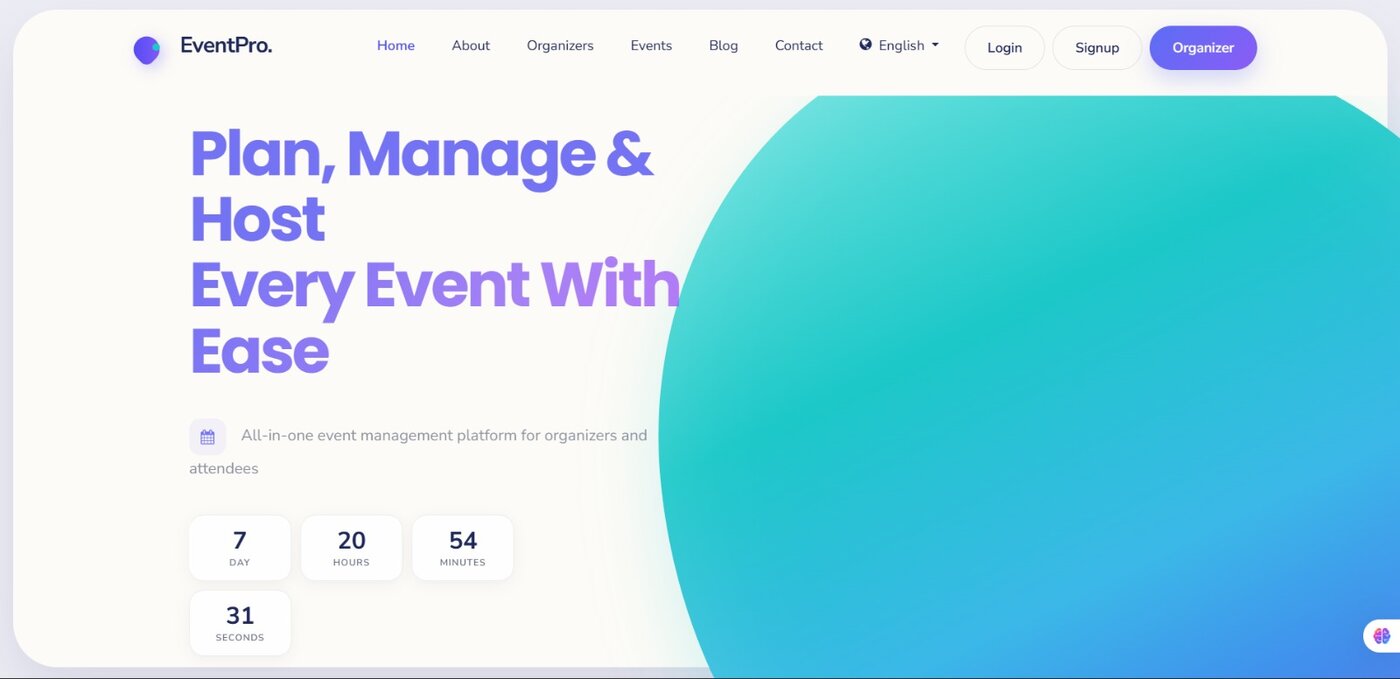 EventPro.
Home About Organizers Events Blog Contact English Login Signup Organizer
Plan, Manage &
Host
Every Event With
Ease
All-in-one event management platform for organizers and
attendees
7 20 54
DAY HOURS MINUTES
31
SECONDS